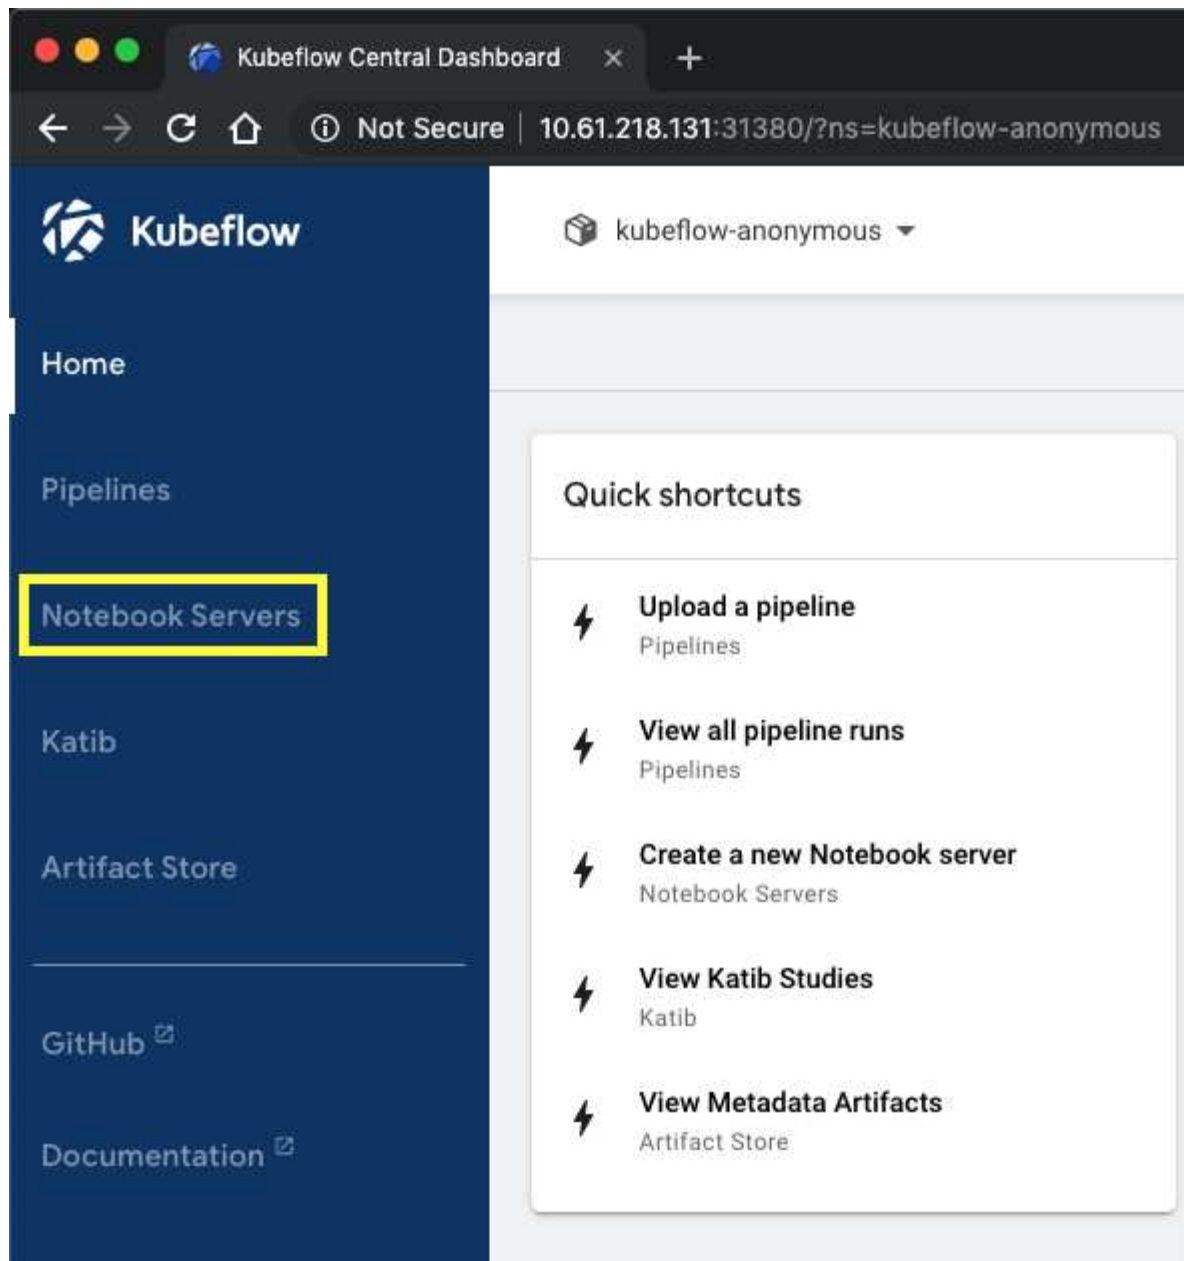 Kubeflow Central Dashboard
Not Secure | 10.61.218.131:31380/?ns=kubeflow-anonymous
Kubeflow
kubeflow-anonymous
Home
Pipelines
Notebook Servers
Katib
Artifact Store
GitHub
Documentation
Quick shortcuts
Upload a pipeline
Pipelines
View all pipeline runs
Pipelines
Create a new Notebook server
Notebook Servers
View Katib Studies
Katib
View Metadata Artifacts
Artifact Store